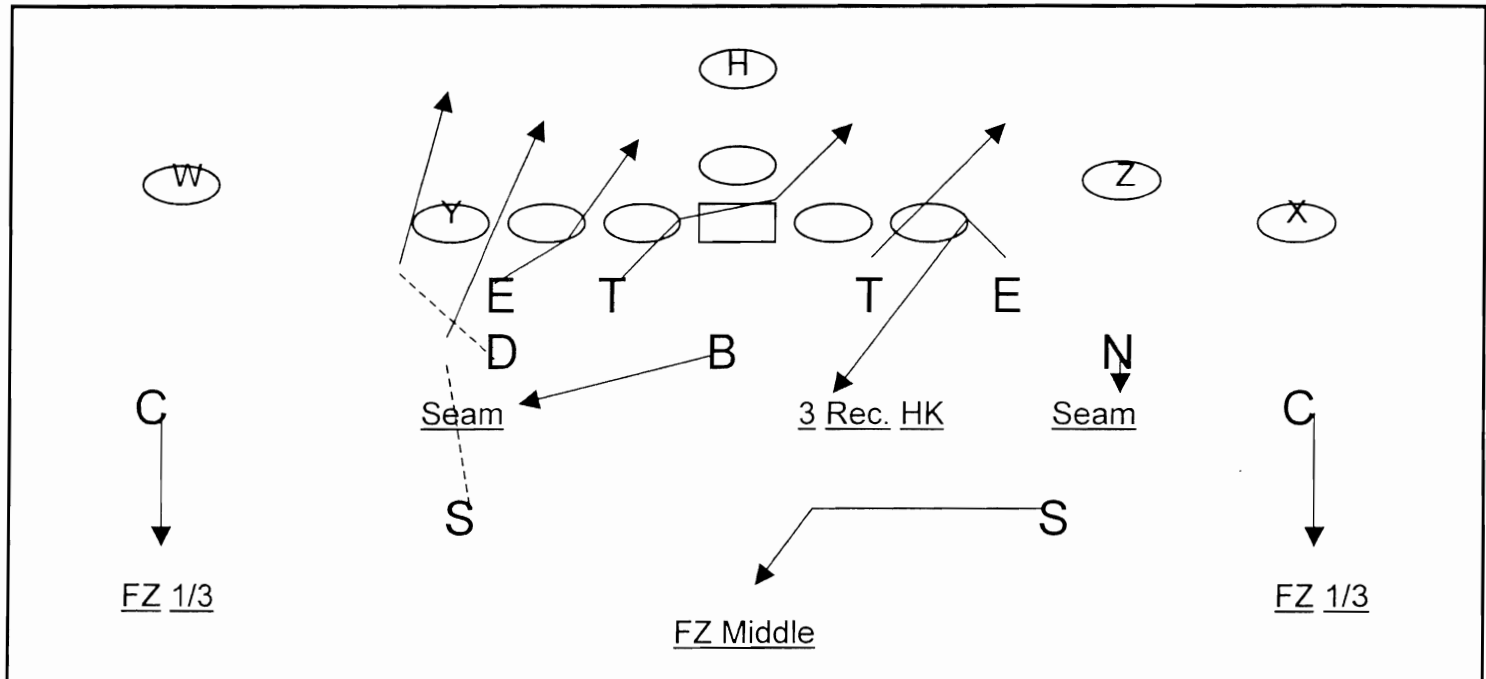 H
W Z
Y X
E T T E
D B N
C Seam 3 Rec. HK Seam C
S S
FZ 1/3 FZ 1/3
FZ Middle